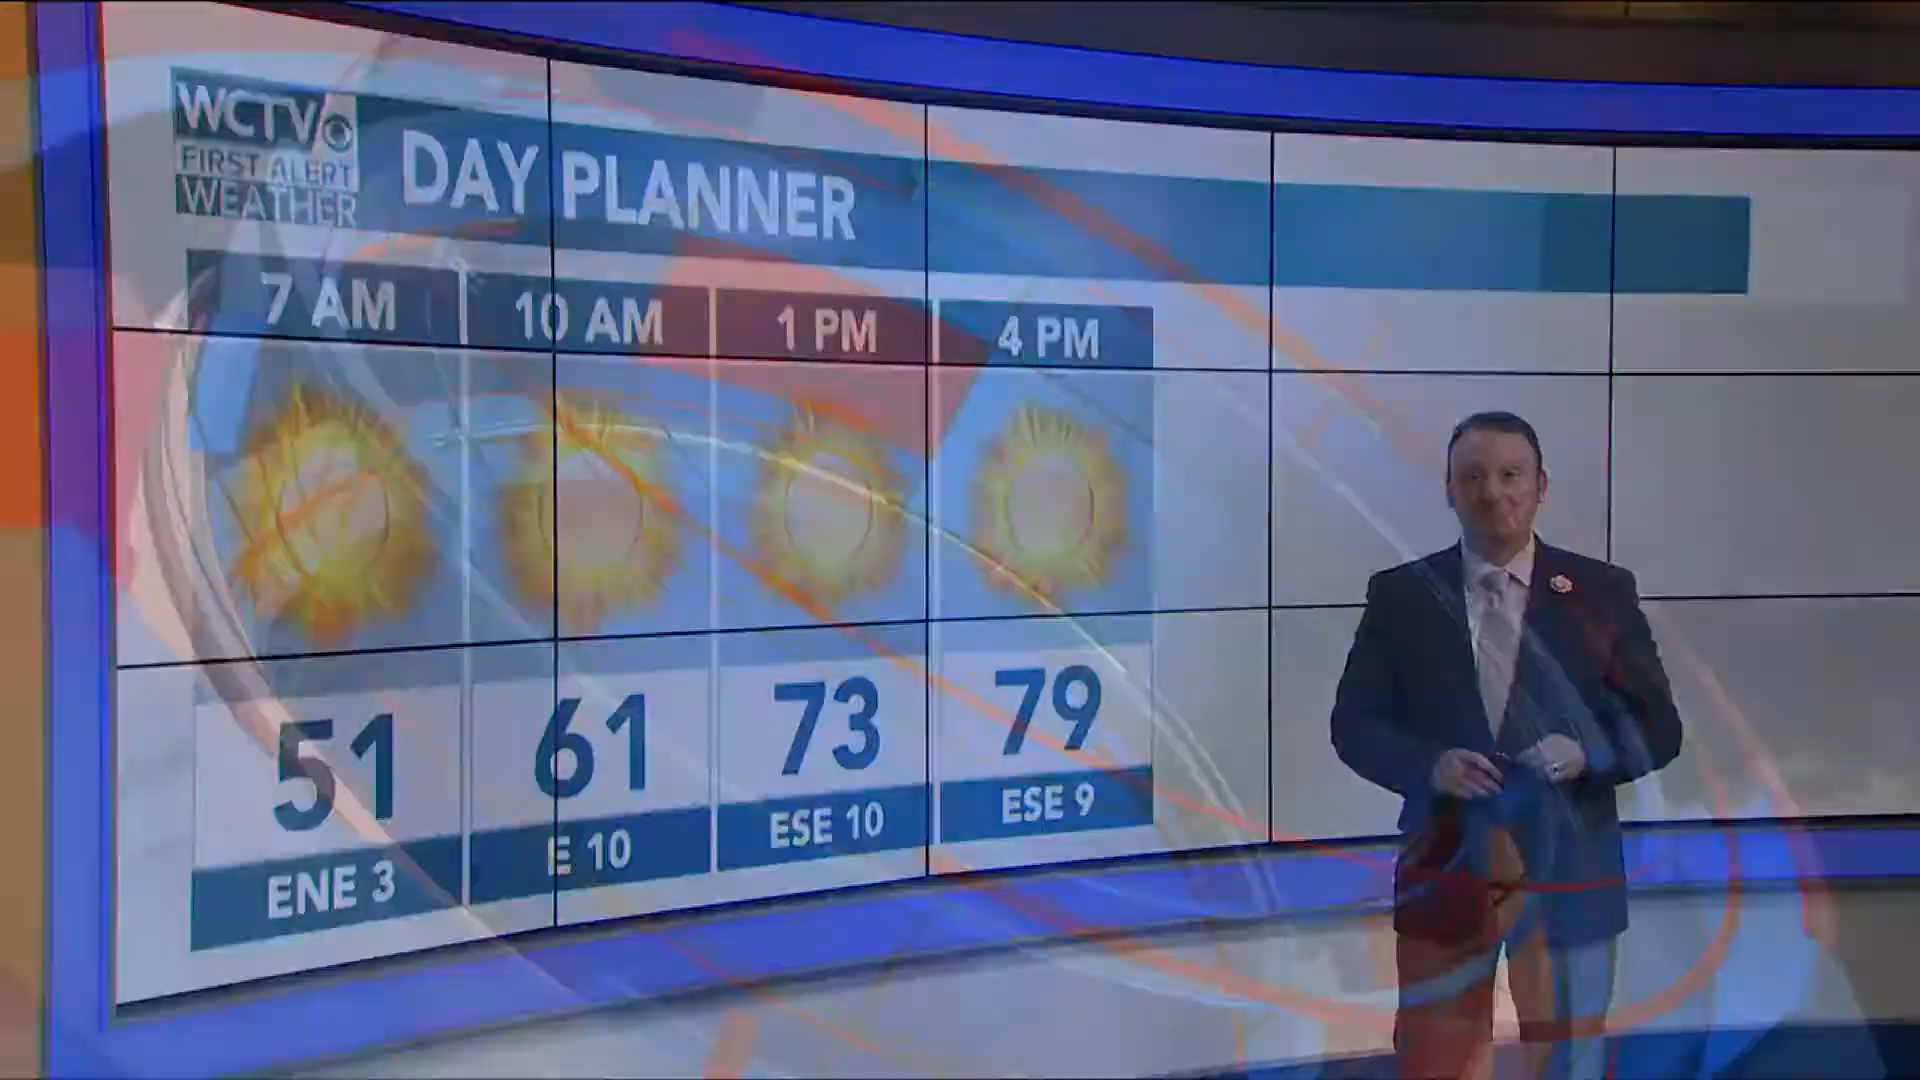 WCTV
FIRST ALERT
WEATHER
DAY PLANNER
7 AM 10 AM 1 PM 4 PM
51 61 73 79
ENE 3 E 10 ESE 10 ESE 9